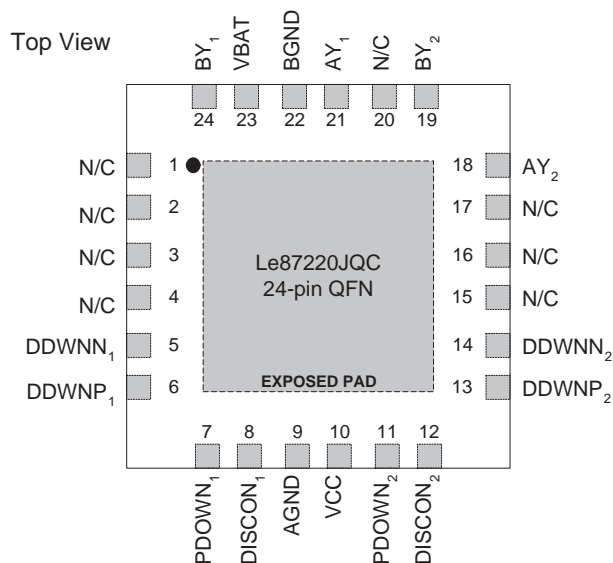 Top View
BY₁ VBAT BGND AY₁ N/C BY₂
24 23 22 21 20 19
N/C 1 18 AY₂
N/C 2 17 N/C
N/C 3 16 N/C
N/C 4 15 N/C
Le87220JQC
24-pin QFN
DDWNN₁ 5 14 DDWNN₂
DDWNP₁ 6 13 DDWNP₂
EXPOSED PAD
7 8 9 10 11 12
PDOWN₁ DISCON₁ AGND VCC PDOWN₂ DISCON₂